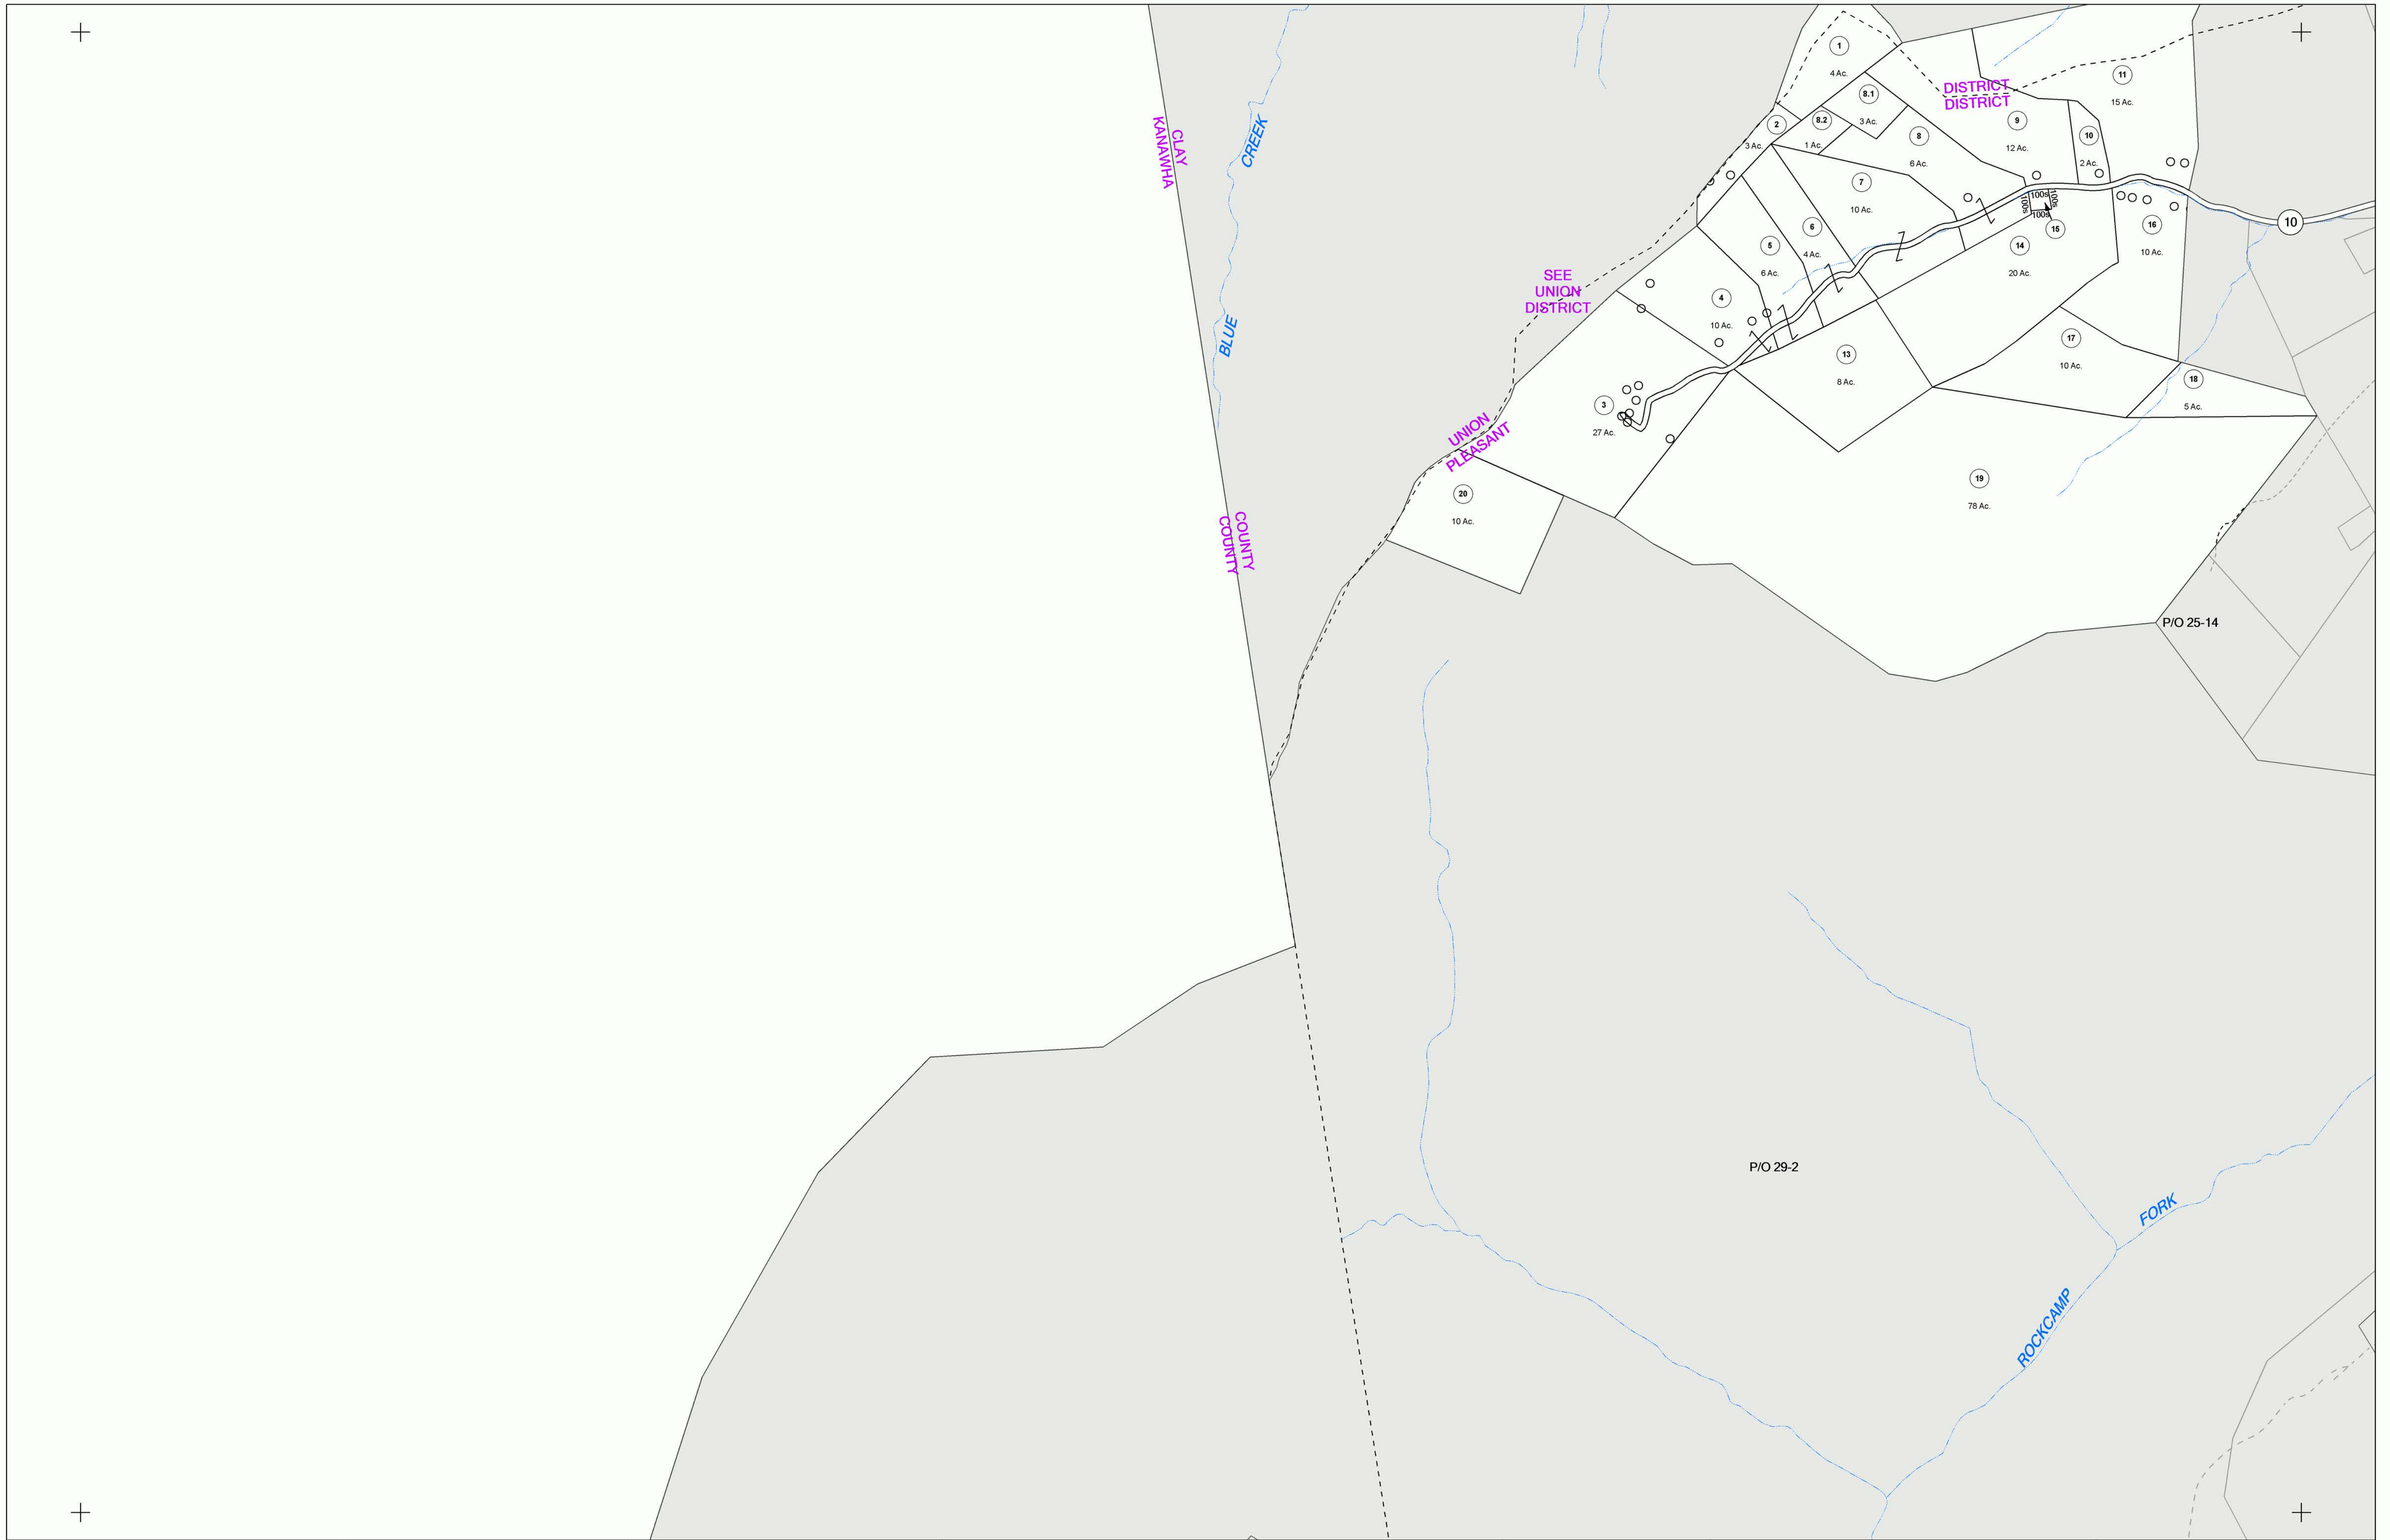 1
4 Ac.
DISTRICT
DISTRICT
11
15 Ac.
8.1
3 Ac.
2
3 Ac.
8.2
1 Ac.
8
6 Ac.
9
12 Ac.
10
2 Ac.
CLAY
KANAWHA
CREEK
7
10 Ac.
100s
100s
100s
100s
15
10
5
6 Ac.
6
4 Ac.
14
20 Ac.
16
10 Ac.
SEE
UNION
DISTRICT
4
10 Ac.
BLUE
13
8 Ac.
17
10 Ac.
18
5 Ac.
3
27 Ac.
UNION
PLEASANT
20
10 Ac.
19
78 Ac.
COUNTY
COUNTY
P/O 25-14
P/O 29-2
FORK
ROCKCAMP